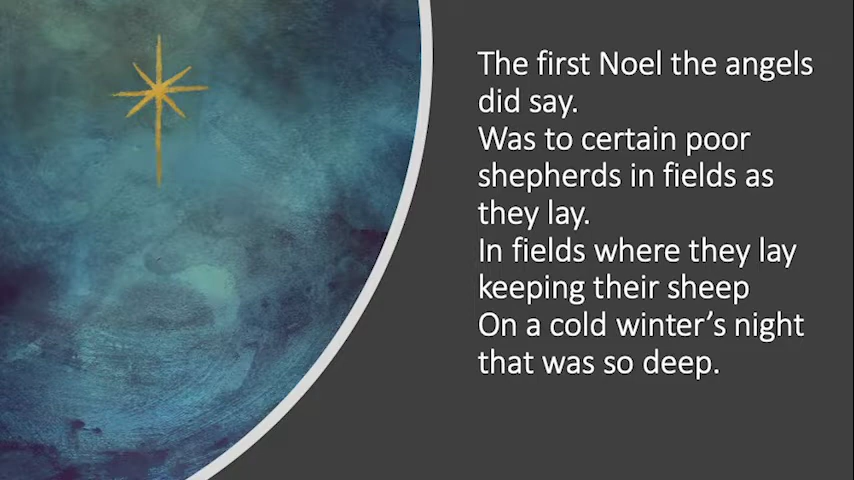 The first Noel the angels
did say.
Was to certain poor
shepherds in fields as
they lay.
In fields where they lay
keeping their sheep
On a cold winter’s night
that was so deep.